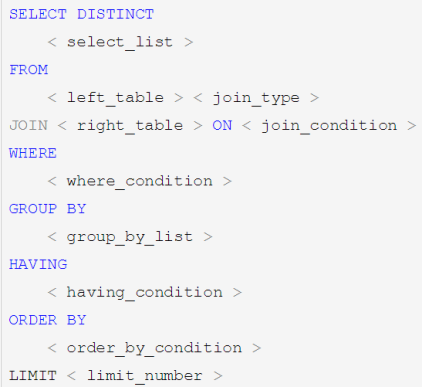 SELECT DISTINCT
    < select_list >
FROM
    < left_table > < join_type >
JOIN < right_table > ON < join_condition >
WHERE
    < where_condition >
GROUP BY
    < group_by_list >
HAVING
    < having_condition >
ORDER BY
    < order_by_condition >
LIMIT < limit_number >